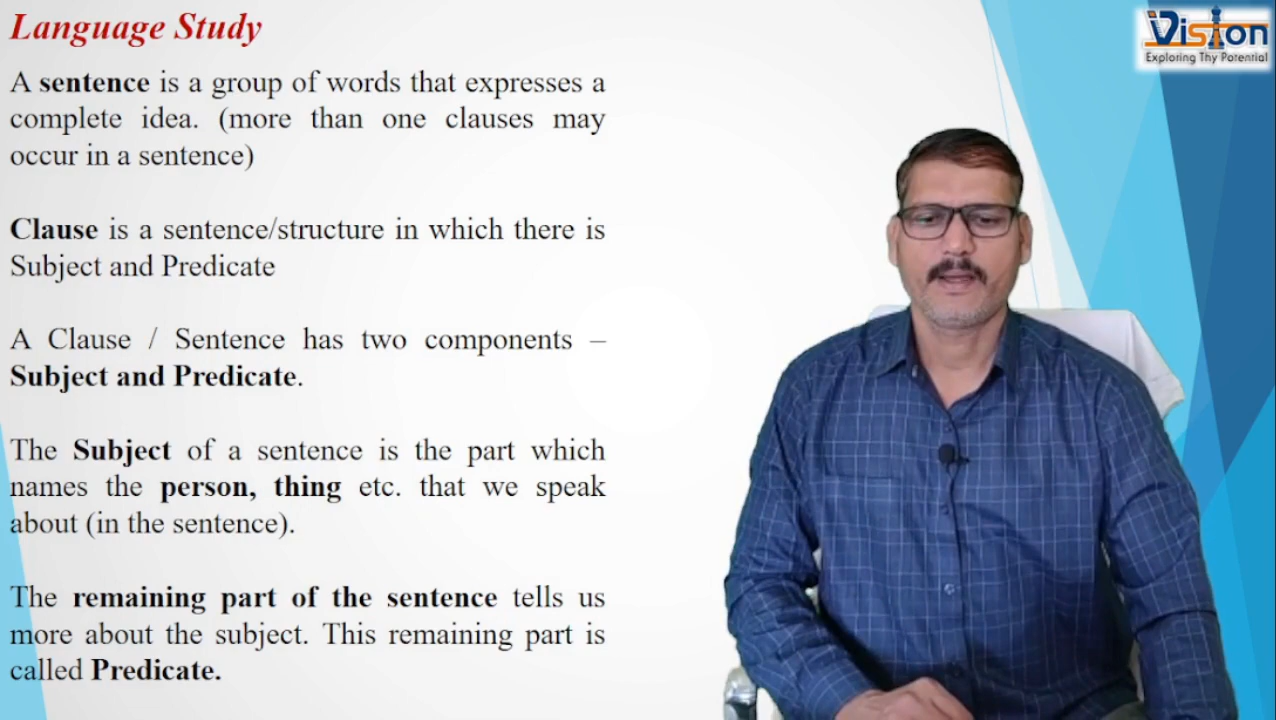 Language Study
Vision
Exploring Thy Potential
A sentence is a group of words that expresses a
complete idea. (more than one clauses may
occur in a sentence)
Clause is a sentence/structure in which there is
Subject and Predicate
A Clause / Sentence has two components –
Subject and Predicate.
The Subject of a sentence is the part which
names the person, thing etc. that we speak
about (in the sentence).
The remaining part of the sentence tells us
more about the subject. This remaining part is
called Predicate.